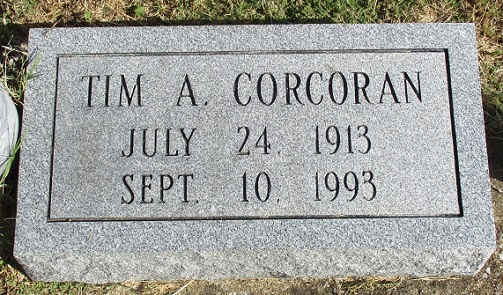 TIM A. CORCORAN
JULY 24, 1913
SEPT. 10, 1993